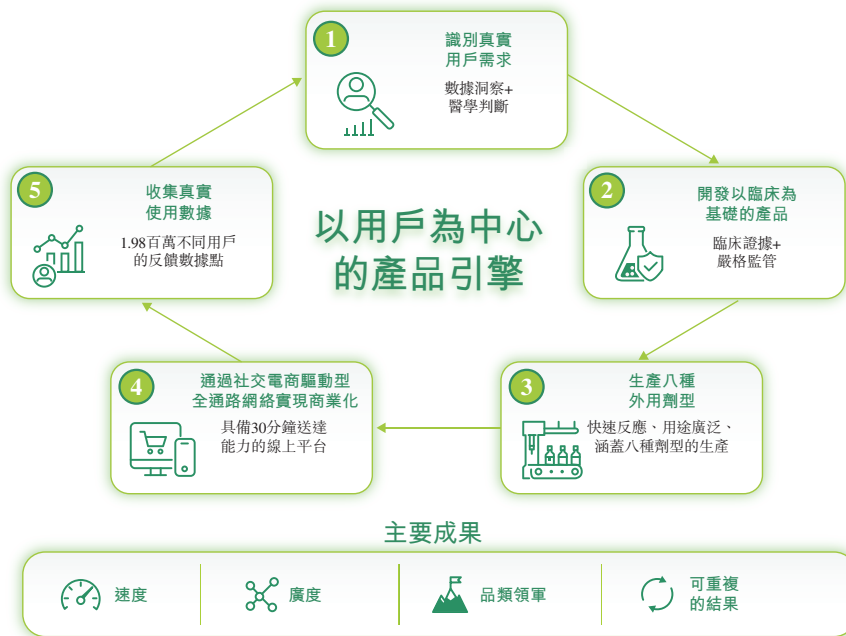 1
識別真實
用戶需求
數據洞察+
醫學判斷
2
開發以臨床為
基礎的產品
臨床證據+
嚴格監管
3
生產八種
外用劑型
快速反應、用途廣泛、
涵蓋八種劑型的生產
4
通過社交電商驅動型
全通路網絡實現商業化
具備30分鐘送達
能力的線上平台
5
收集真實
使用數據
1.98百萬不同用戶
的反饋數據點
以用戶為中心
的產品引擎
主要成果
速度
廣度
品類領軍
可重複
的結果